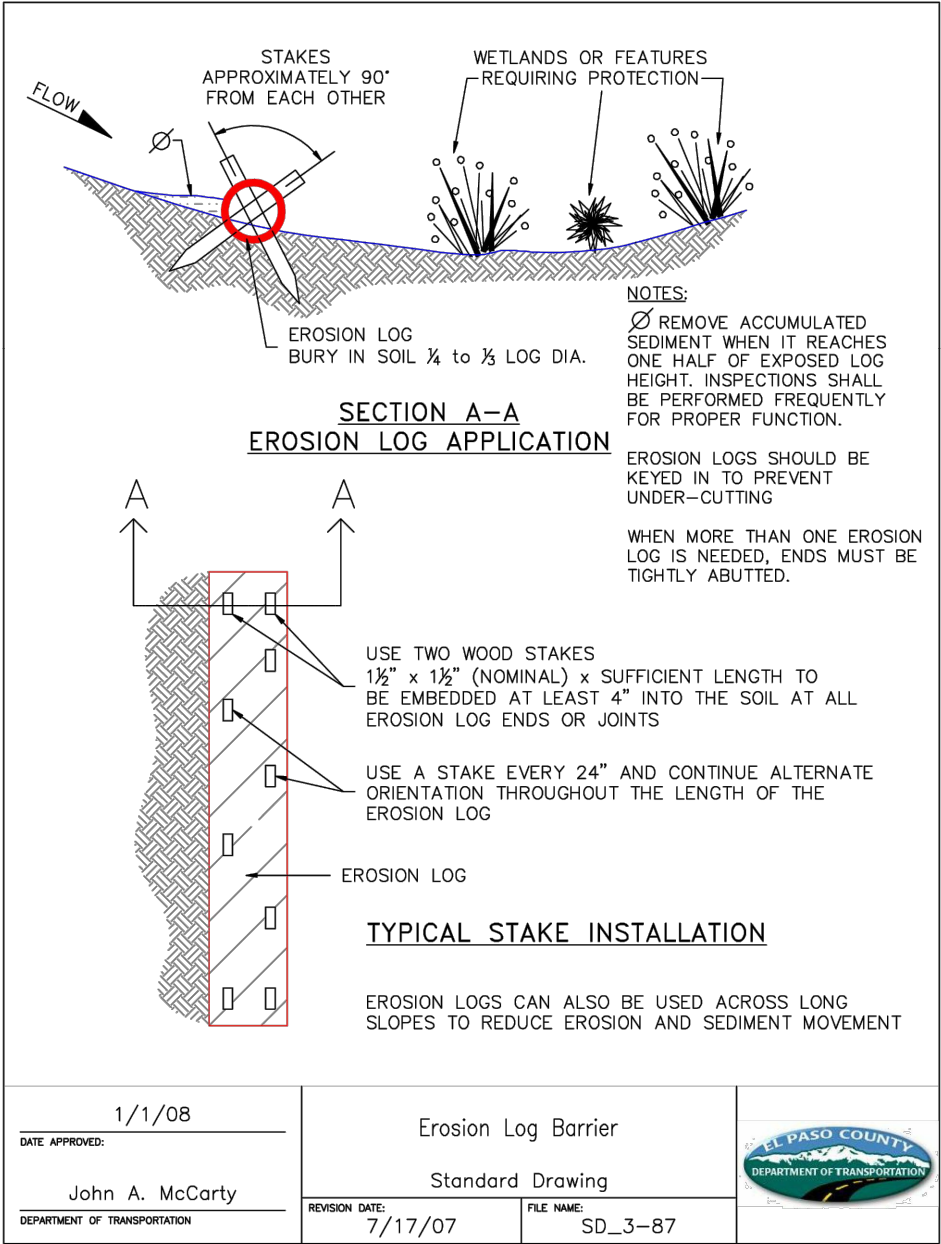 STAKES
APPROXIMATELY 90°
FROM EACH OTHER
WETLANDS OR FEATURES
REQUIRING PROTECTION
FLOW
Ø
EROSION LOG
BURY IN SOIL ¼ to ⅓ LOG DIA.
SECTION A-A
EROSION LOG APPLICATION
NOTES:
Ø REMOVE ACCUMULATED
SEDIMENT WHEN IT REACHES
ONE HALF OF EXPOSED LOG
HEIGHT. INSPECTIONS SHALL
BE PERFORMED FREQUENTLY
FOR PROPER FUNCTION.
EROSION LOGS SHOULD BE
KEYED IN TO PREVENT
UNDER-CUTTING
WHEN MORE THAN ONE EROSION
LOG IS NEEDED, ENDS MUST BE
TIGHTLY ABUTTED.
A A
USE TWO WOOD STAKES
1½" x 1½" (NOMINAL) x SUFFICIENT LENGTH TO
BE EMBEDDED AT LEAST 4" INTO THE SOIL AT ALL
EROSION LOG ENDS OR JOINTS
USE A STAKE EVERY 24" AND CONTINUE ALTERNATE
ORIENTATION THROUGHOUT THE LENGTH OF THE
EROSION LOG
EROSION LOG
TYPICAL STAKE INSTALLATION
EROSION LOGS CAN ALSO BE USED ACROSS LONG
SLOPES TO REDUCE EROSION AND SEDIMENT MOVEMENT
1/1/08
DATE APPROVED:
John A. McCarty
DEPARTMENT OF TRANSPORTATION
Erosion Log Barrier
Standard Drawing
REVISION DATE:
7/17/07
FILE NAME:
SD_3-87
EL PASO COUNTY
DEPARTMENT OF TRANSPORTATION